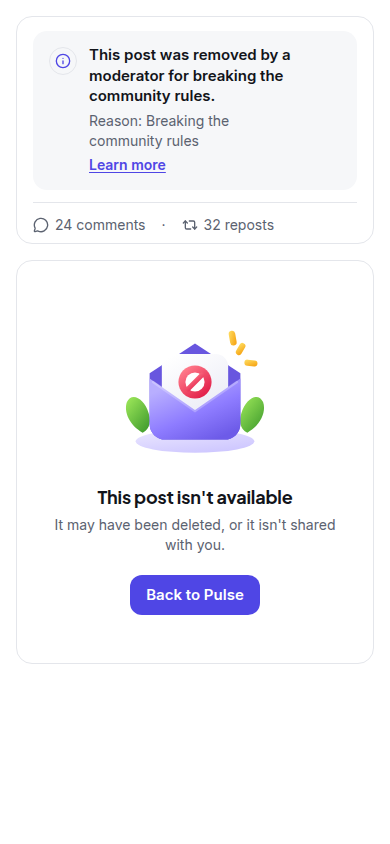 This post was removed by a
moderator for breaking the
community rules.
Reason: Breaking the
community rules
Learn more
24 comments · 32 reposts
This post isn't available
It may have been deleted, or it isn't shared
with you.
Back to Pulse